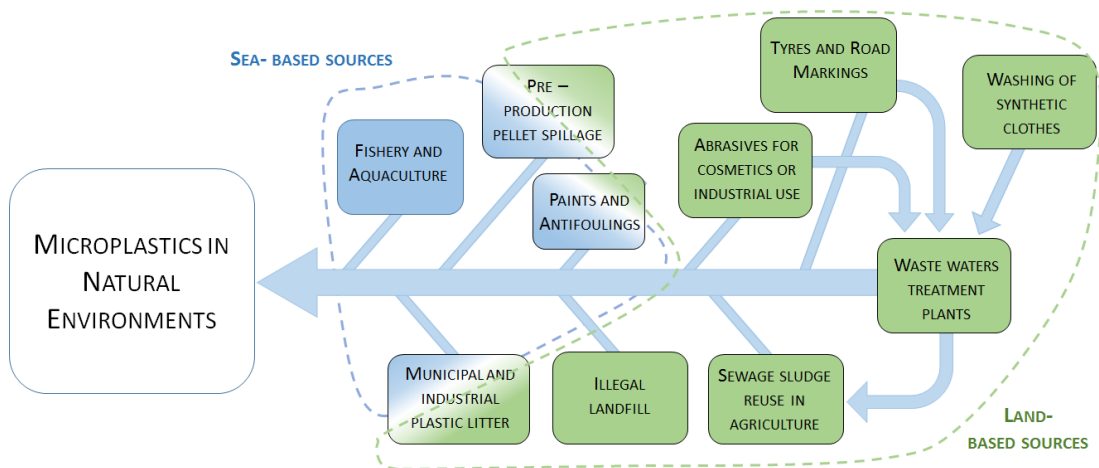 SEA- BASED SOURCES
PRE –
PRODUCTION
PELLET SPILLAGE
TYRES AND ROAD
MARKINGS
WASHING OF
SYNTHETIC
CLOTHES
FISHERY AND
AQUACULTURE
ABRASIVES FOR
COSMETICS OR
INDUSTRIAL USE
PAINTS AND
ANTIFOULINGS
MICROPLASTICS IN
NATURAL
ENVIRONMENTS
WASTE WATERS
TREATMENT
PLANTS
MUNICIPAL AND
INDUSTRIAL
PLASTIC LITTER
ILLEGAL
LANDFILL
SEWAGE SLUDGE
REUSE IN
AGRICULTURE
LAND-
BASED SOURCES